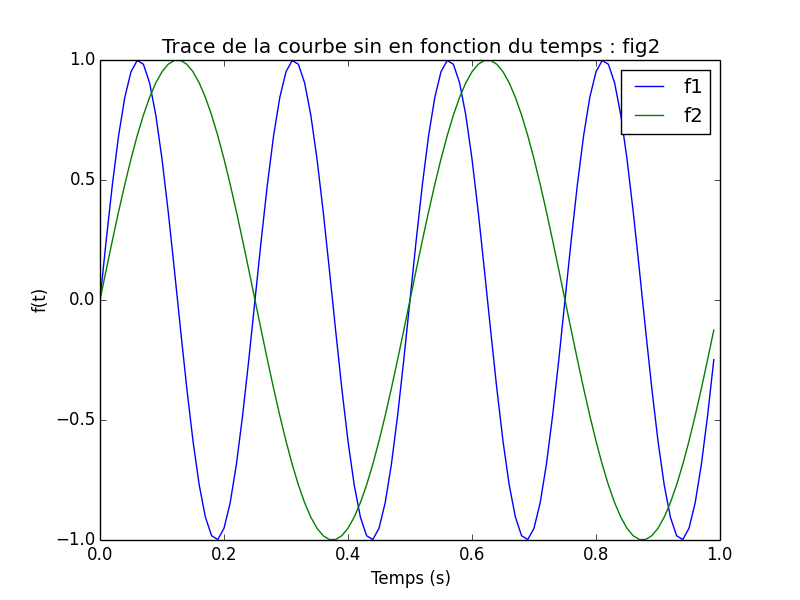 Trace de la courbe sin en fonction du temps : fig2
f1
f2
f(t)
1.0
0.5
0.0
−0.5
−1.0
0.0 0.2 0.4 0.6 0.8 1.0
Temps (s)